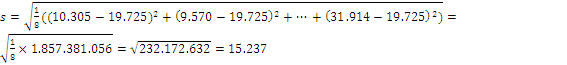 s = √(1/8 ((10.305 − 19.725)² + (9.570 − 19.725)² + ⋯ + (31.914 − 19.725)²)) =
√(1/8 × 1.857.381.056) = √232.172.632 = 15.237